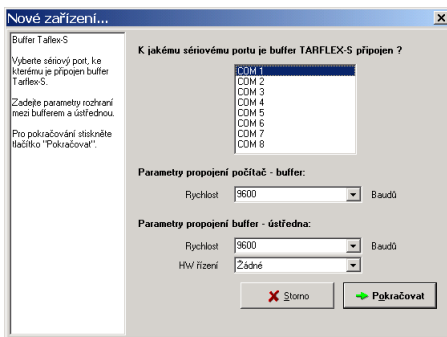 Nové zařízení...
Buffer Taflex-S
Vyberte sériový port, ke
kterému je připojen buffer
Tarflex-S.
Zadejte parametry rozhraní
mezi bufferem a ústřednou.
Pro pokračování stiskněte
tlačítko "Pokračovat".
K jakému sériovému portu je buffer TARFLEX-S připojen ?
COM 1
COM 2
COM 3
COM 4
COM 5
COM 6
COM 7
COM 8
Parametry propojení počítač - buffer:
Rychlost 9600 Baudů
Parametry propojení buffer - ústředna:
Rychlost 9600 Baudů
HW řízení Žádné
Storno Pokračovat